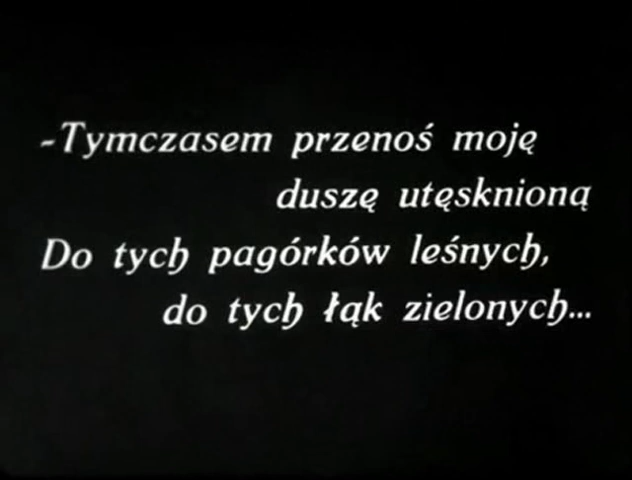 -Tymczasem przenoś moję
duszę utęsknioną
Do tych pagórków leśnych,
do tych łąk zielonych...